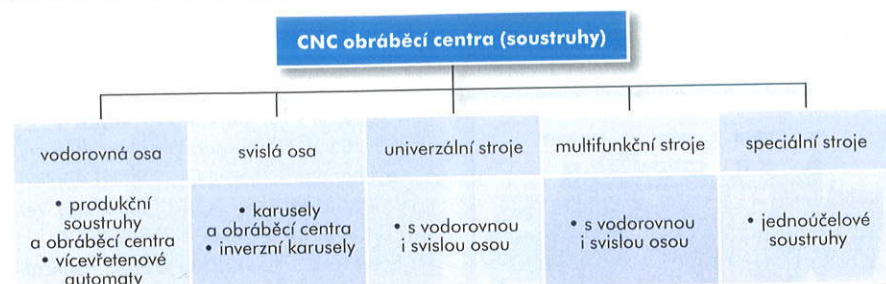 CNC obráběcí centra (soustruhy)
vodorovná osa
svislá osa
univerzální stroje
multifunkční stroje
speciální stroje
• produkční
soustruhy
a obráběcí centra
• vícevřetenové
automaty
• karusely
a obráběcí centra
• inverzní karusely
• s vodorovnou
i svislou osou
• s vodorovnou
i svislou osou
• jednoúčelové
soustruhy